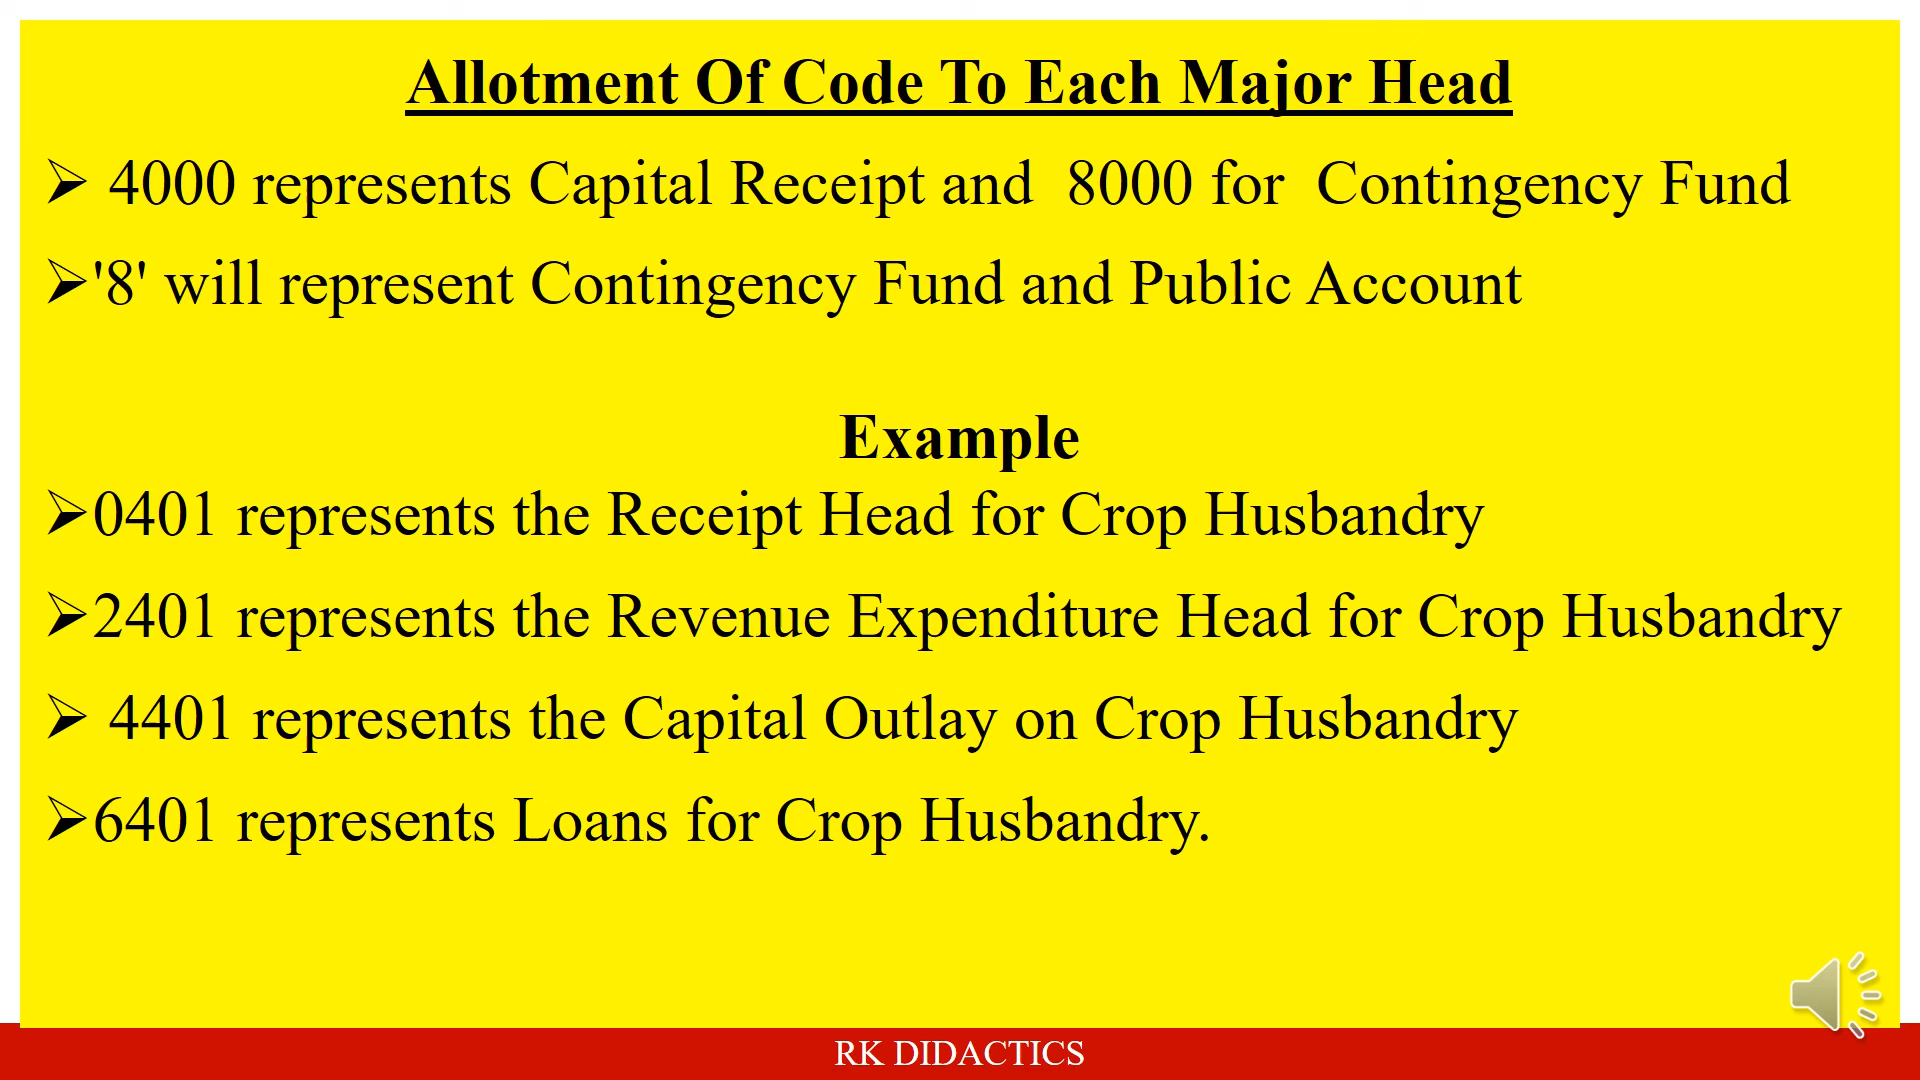 Allotment Of Code To Each Major Head
➢ 4000 represents Capital Receipt and  8000 for  Contingency Fund
➢'8' will represent Contingency Fund and Public Account
Example
➢0401 represents the Receipt Head for Crop Husbandry
➢2401 represents the Revenue Expenditure Head for Crop Husbandry
➢ 4401 represents the Capital Outlay on Crop Husbandry
➢6401 represents Loans for Crop Husbandry.
RK DIDACTICS